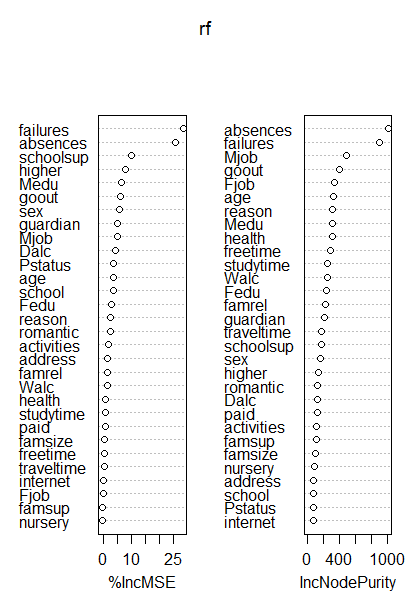 rf
failures
absences
schoolsup
higher
Medu
goout
sex
guardian
Mjob
Dalc
Pstatus
age
school
Fedu
reason
romantic
activities
address
famrel
Walc
health
studytime
paid
famsize
freetime
traveltime
internet
Fjob
famsup
nursery
0 10 25
%IncMSE
absences
failures
Mjob
goout
Fjob
age
reason
Medu
health
freetime
studytime
Walc
Fedu
famrel
guardian
traveltime
schoolsup
sex
higher
romantic
Dalc
paid
activities
famsup
famsize
nursery
address
school
Pstatus
internet
0 400 1000
IncNodePurity